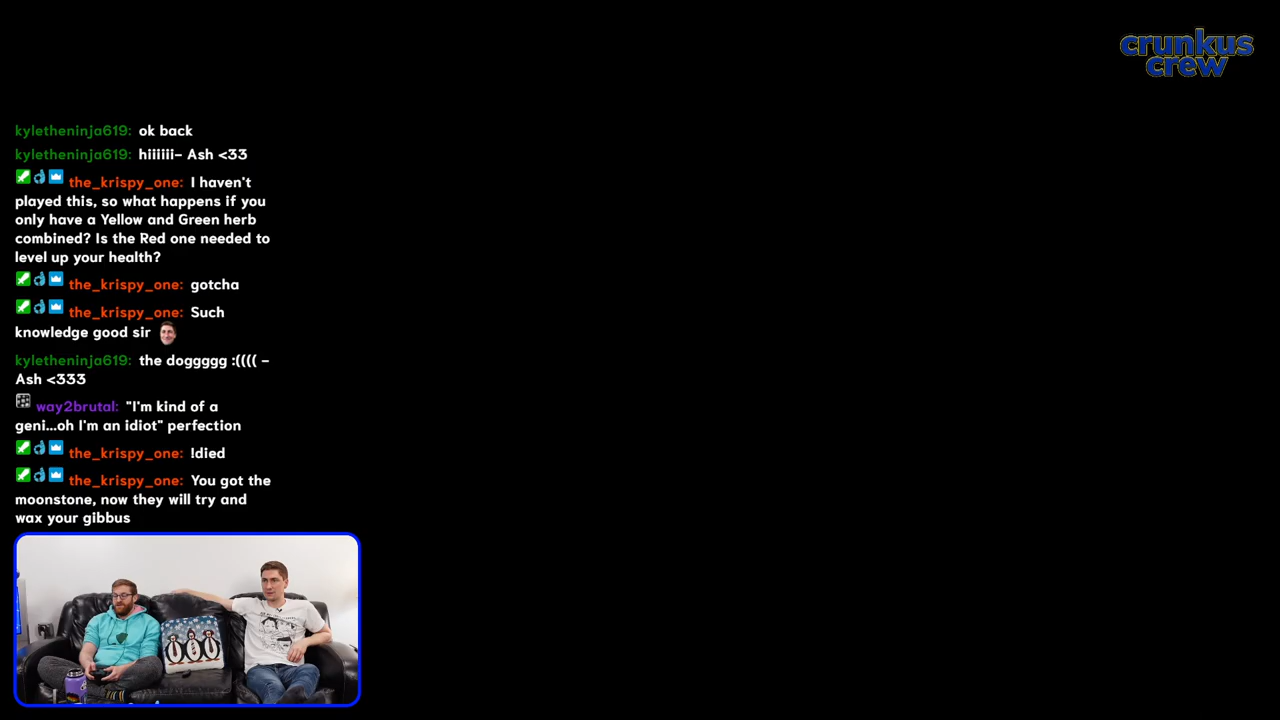 crunkus
crew
kyletheninja619: ok back
kyletheninja619: hiiiiii- Ash <33
the_krispy_one: I haven't
played this, so what happens if you
only have a Yellow and Green herb
combined? Is the Red one needed to
level up your health?
the_krispy_one: gotcha
the_krispy_one: Such
knowledge good sir
kyletheninja619: the doggggg :(((( -
Ash <333
way2brutal: "I'm kind of a
geni...oh I'm an idiot" perfection
the_krispy_one: !died
the_krispy_one: You got the
moonstone, now they will try and
wax your gibbus